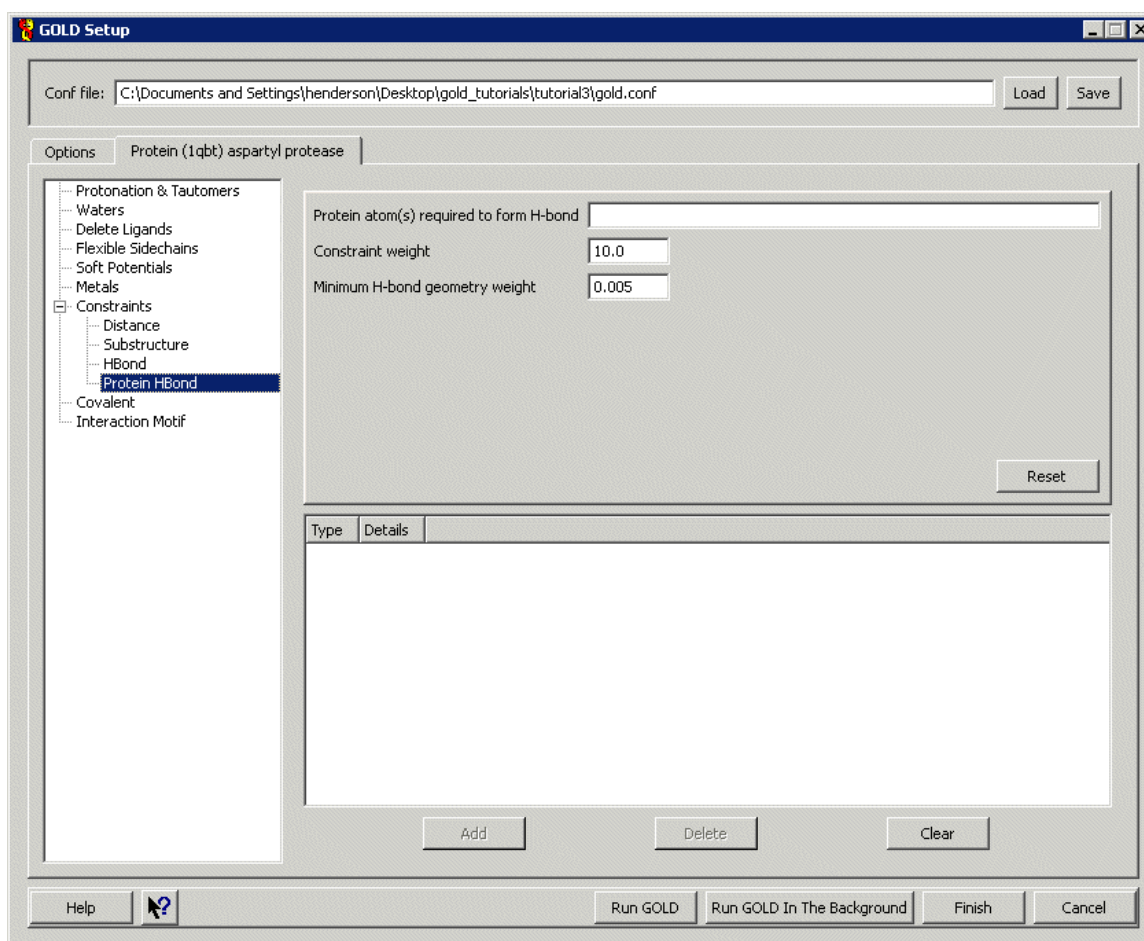 GOLD Setup
Conf file: C:\Documents and Settings\henderson\Desktop\gold_tutorials\tutorial3\gold.conf Load Save
Options Protein (1qbt) aspartyl protease
Protonation & Tautomers
Waters
Delete Ligands
Flexible Sidechains
Soft Potentials
Metals
Constraints
Distance
Substructure
HBond
Protein HBond
Covalent
Interaction Motif
Protein atom(s) required to form H-bond
Constraint weight 10.0
Minimum H-bond geometry weight 0.005
Reset
Type Details
Add Delete Clear
Help ? Run GOLD Run GOLD In The Background Finish Cancel